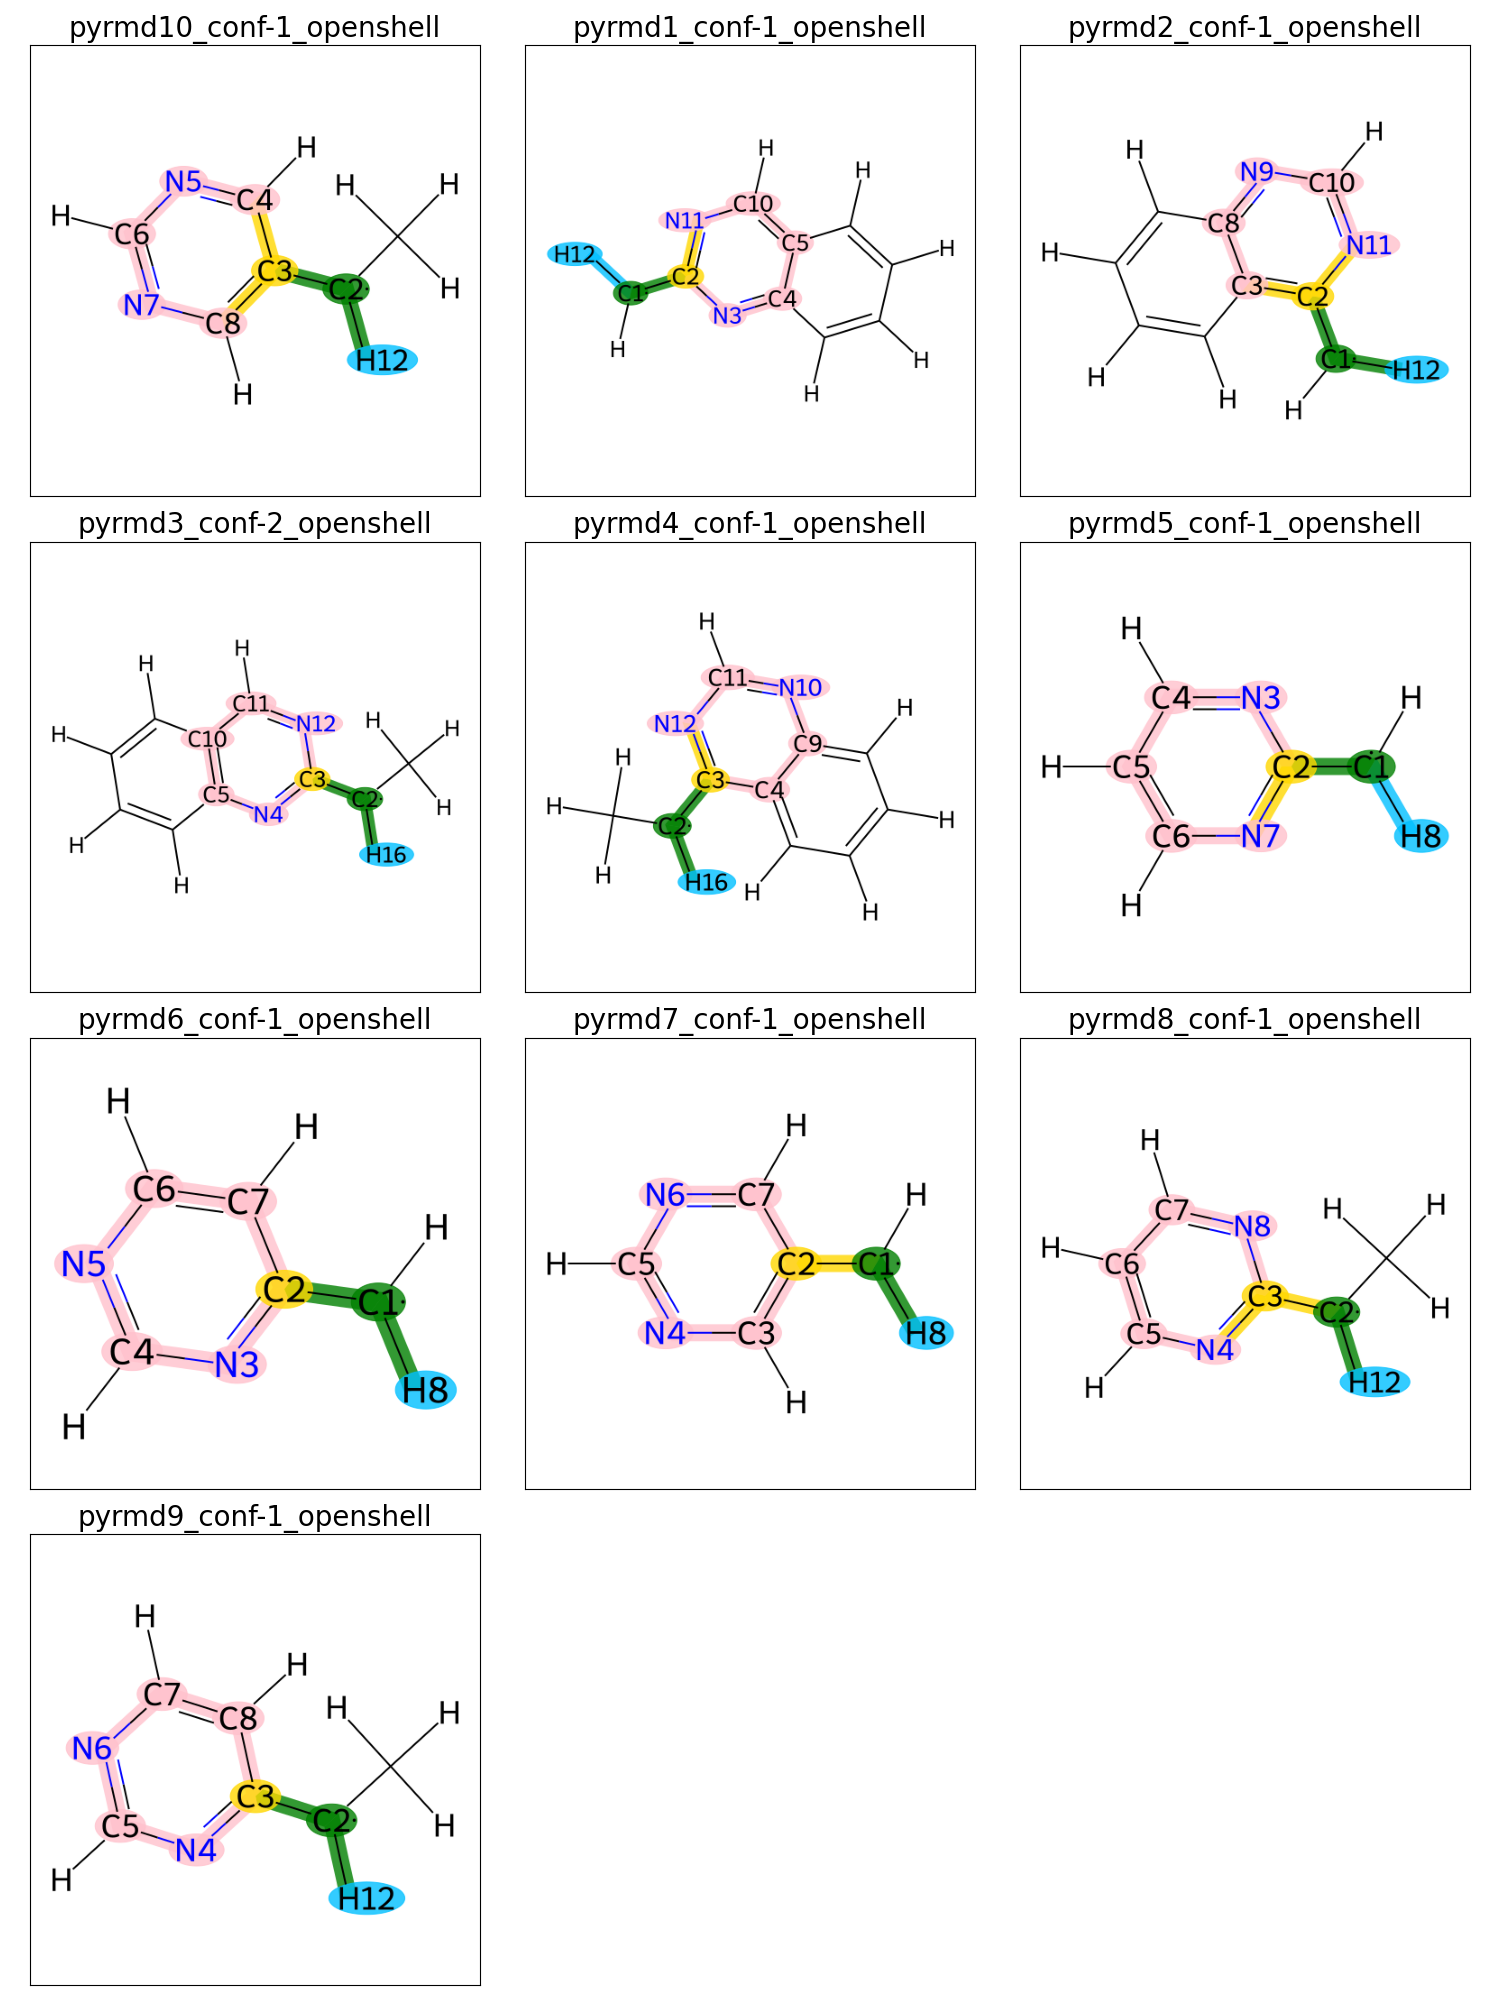 pyrmd10_conf-1_openshell
H
H
H
N5
C4
H
C6
C3
C2·
H
N7
C8
H12
H
pyrmd1_conf-1_openshell
H
H
C10
N11
C5
H
H12
C2
C1
C4
N3
H
H
H
pyrmd2_conf-1_openshell
H
H
N9
C10
C8
N11
H
C3
C2
C1·
H12
H
H
H
pyrmd3_conf-2_openshell
H
H
C11
N12
H
H
H
C10
C3
C5
C2·
H
N4
H
H16
H
pyrmd4_conf-1_openshell
H
C11
N10
H
N12
C9
H
C3
C4
H
H
C2·
H
H16
H
H
pyrmd5_conf-1_openshell
H
C4
N3
H
H
C5
C2
C1
C6
N7
H8
H
pyrmd6_conf-1_openshell
H
H
C6
C7
H
N5
C2
C1·
C4
N3
H8
H
pyrmd7_conf-1_openshell
H
N6
C7
H
H
C5
C2
C1·
N4
C3
H8
H
pyrmd8_conf-1_openshell
H
C7
N8
H
H
H
C6
C3
C2·
H
C5
N4
H
H12
pyrmd9_conf-1_openshell
H
H
C7
C8
H
H
N6
C3
C5
C2·
H
N4
H
H12